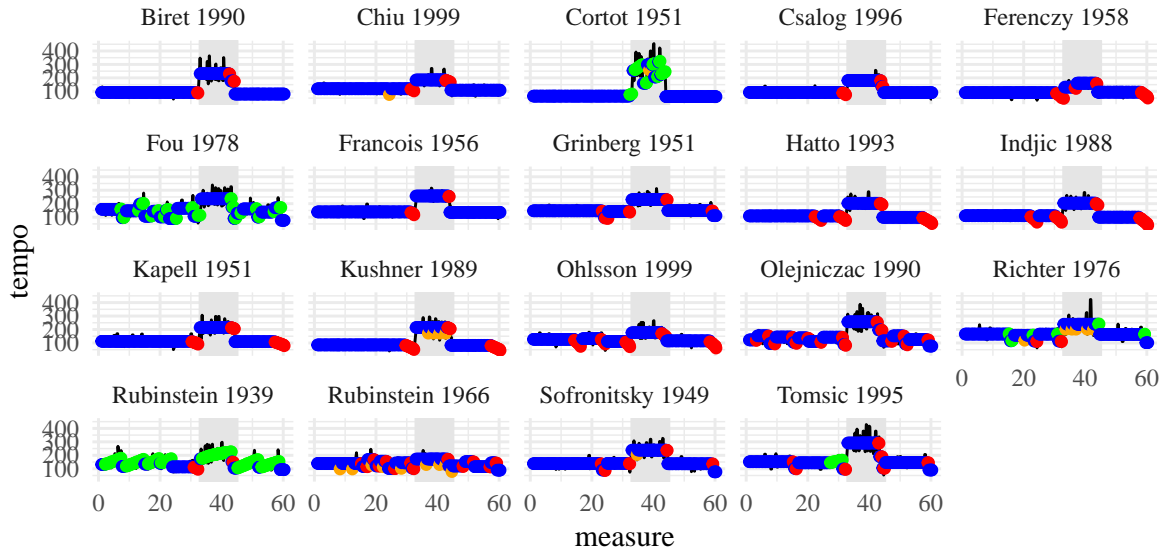 Biret 1990 Chiu 1999 Cortot 1951 Csalog 1996 Ferenczy 1958
400
300
200
100
Fou 1978 Francois 1956 Grinberg 1951 Hatto 1993 Indjic 1988
400
300
200
100
Kapell 1951 Kushner 1989 Ohlsson 1999 Olejniczac 1990 Richter 1976
400
300
200
100
0 20 40 60
Rubinstein 1939 Rubinstein 1966 Sofronitsky 1949 Tomsic 1995
400
300
200
100
0 20 40 60 0 20 40 60 0 20 40 60 0 20 40 60
measure
tempo